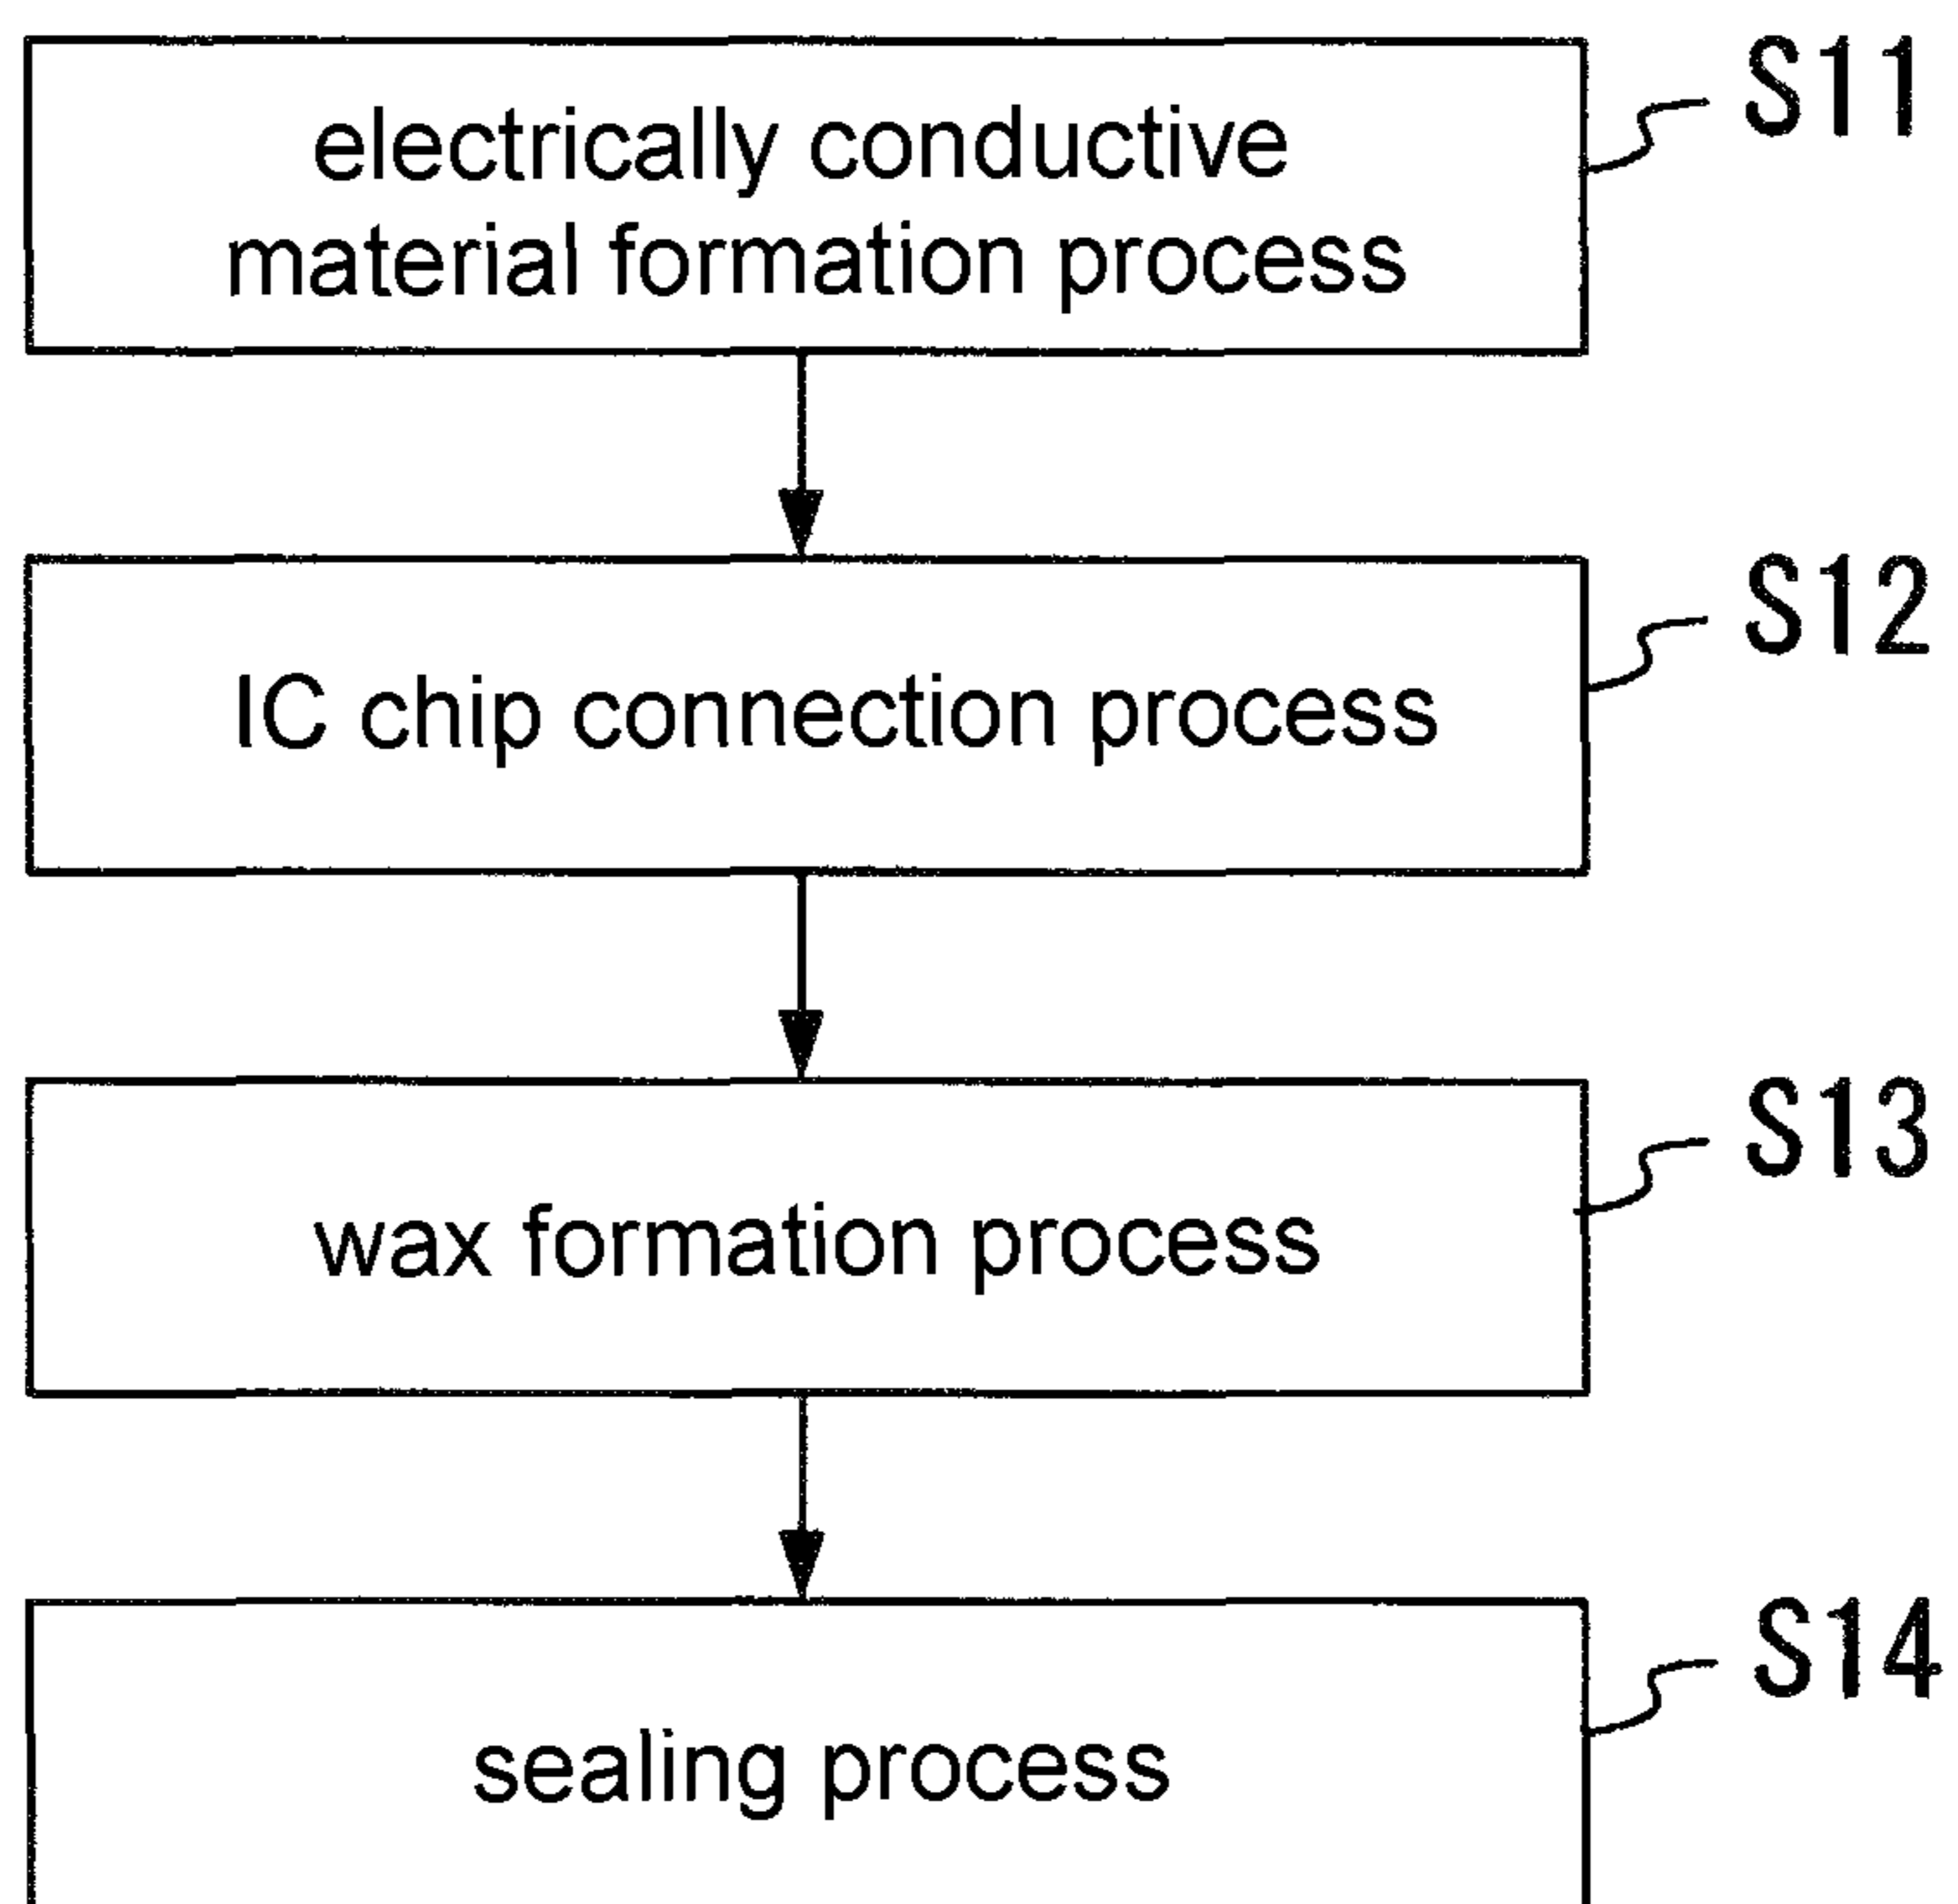 electrically conductive
material formation process
S11
IC chip connection process
S12
wax formation process
S13
sealing process
S14